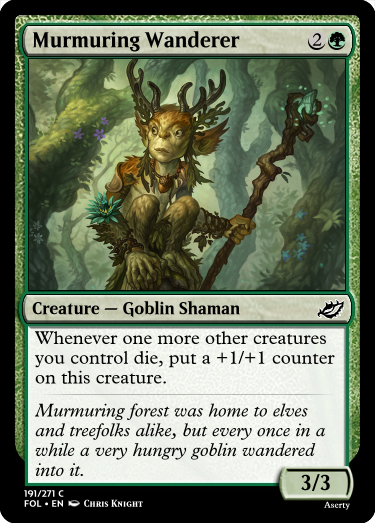 Murmuring Wanderer 2
Creature — Goblin Shaman
Whenever one more other creatures
you control die, put a +1/+1 counter
on this creature.
Murmuring forest was home to elves
and treefolks alike, but every once in a
while a very hungry goblin wandered
into it.
3/3
191/271 C
FOL • EN Chris Knight
Aserty